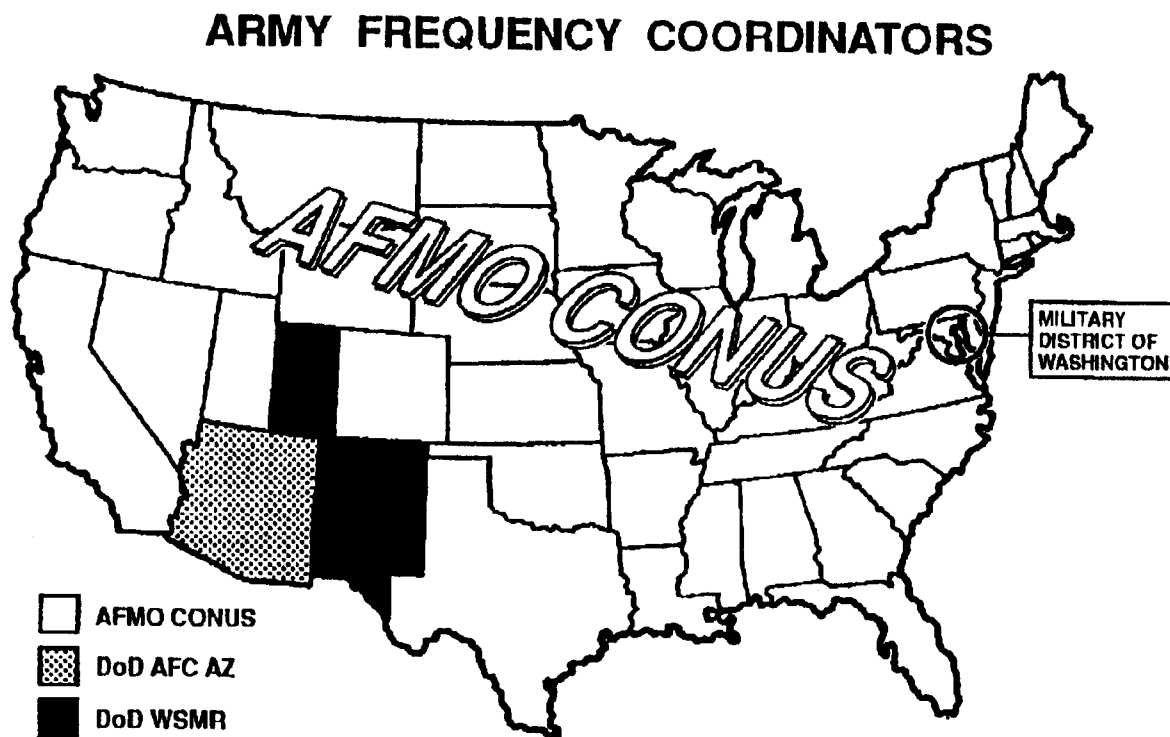 ARMY FREQUENCY COORDINATORS
AFMO CONUS
MILITARY
DISTRICT OF
WASHINGTON
AFMO CONUS
DoD AFC AZ
DoD WSMR